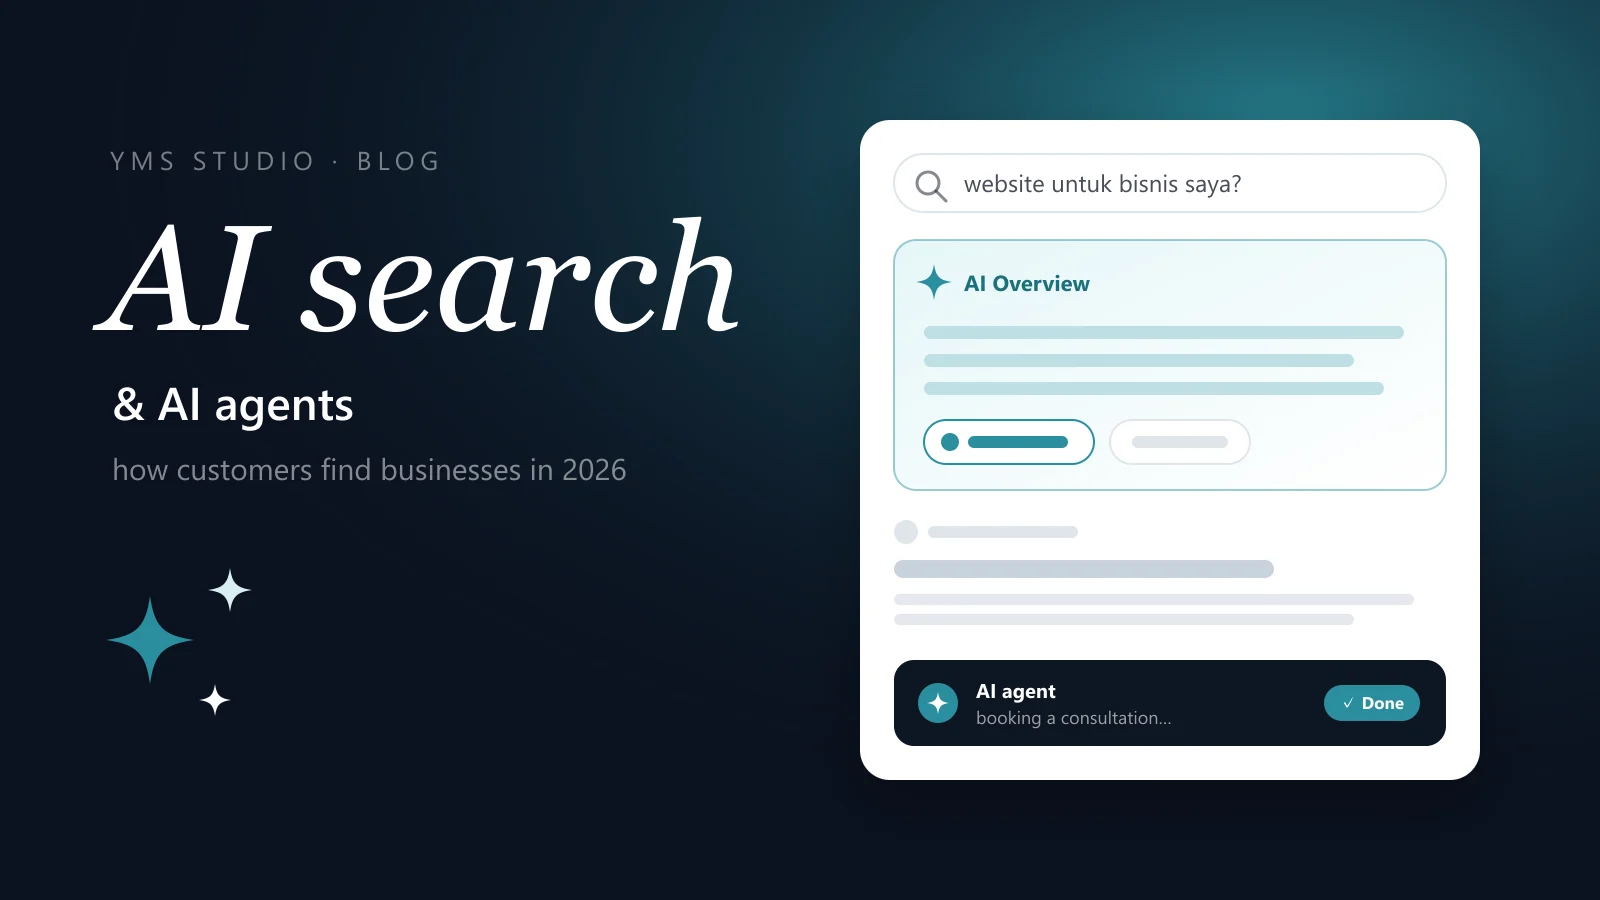 YMS STUDIO · BLOG
AI search
& AI agents
how customers find businesses in 2026
website untuk bisnis saya?
AI Overview
AI agent
booking a consultation...
✓ Done